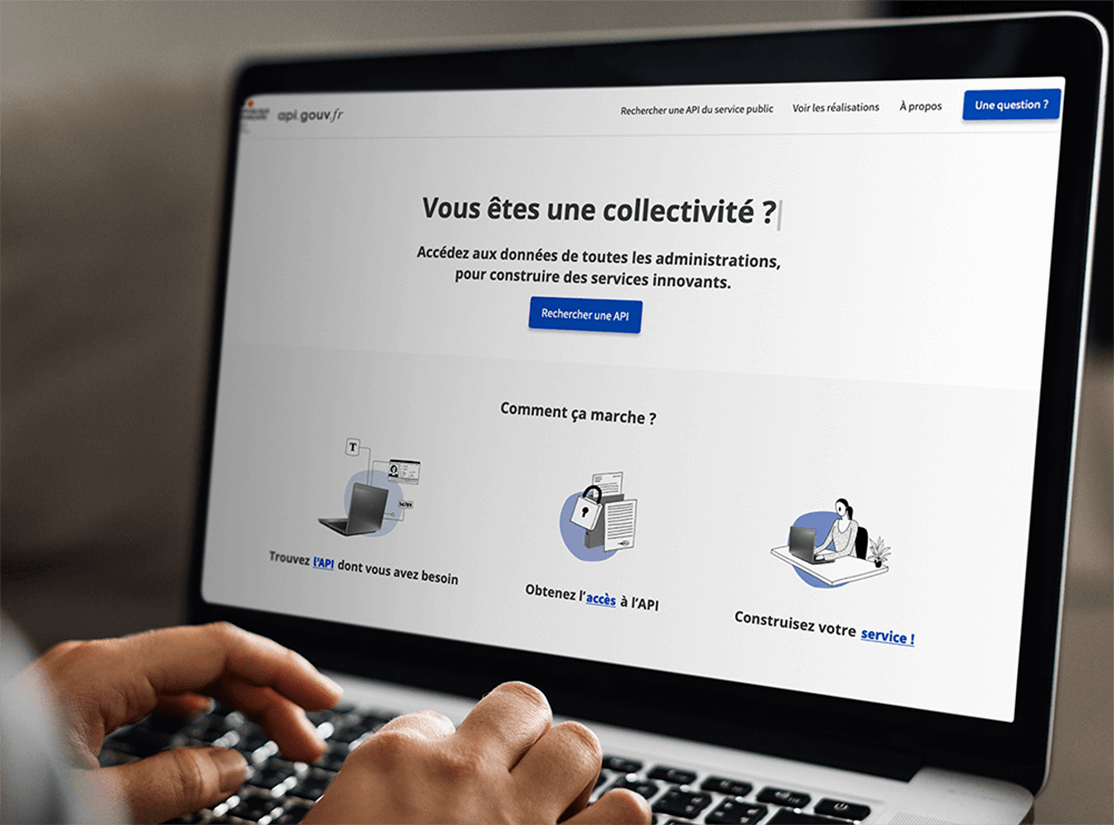 api.gouv.fr
Rechercher une API du service public
Voir les réalisations
À propos
Une question ?
Vous êtes une collectivité ?
Accédez aux données de toutes les administrations,
pour construire des services innovants.
Rechercher une API
Comment ça marche ?
T
Trouvez l'API dont vous avez besoin
Obtenez l'accès à l'API
Construisez votre service !